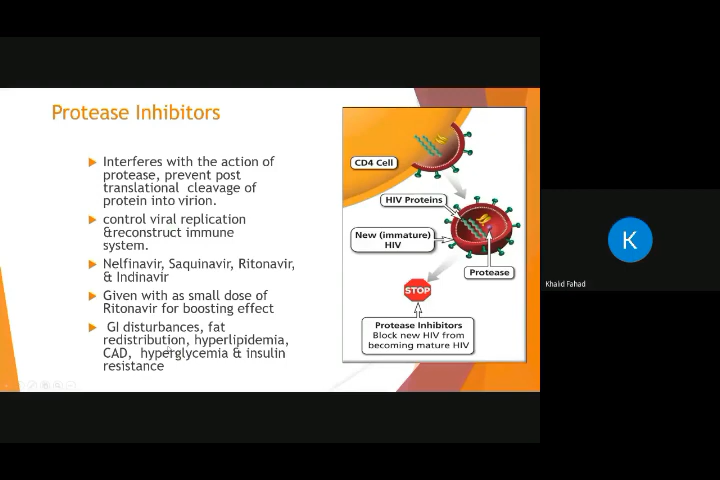 Protease Inhibitors
Interferes with the action of
protease, prevent post
translational cleavage of
protein into virion.
control viral replication
&reconstruct immune
system.
Nelfinavir, Saquinavir, Ritonavir,
& Indinavir
Given with as small dose of
Ritonavir for boosting effect
GI disturbances, fat
redistribution, hyperlipidemia,
CAD, hyperglycemia & insulin
resistance
CD4 Cell
HIV Proteins
New (immature)
HIV
Protease
STOP
Protease Inhibitors
Block new HIV from
becoming mature HIV
K
Khalid Fahad